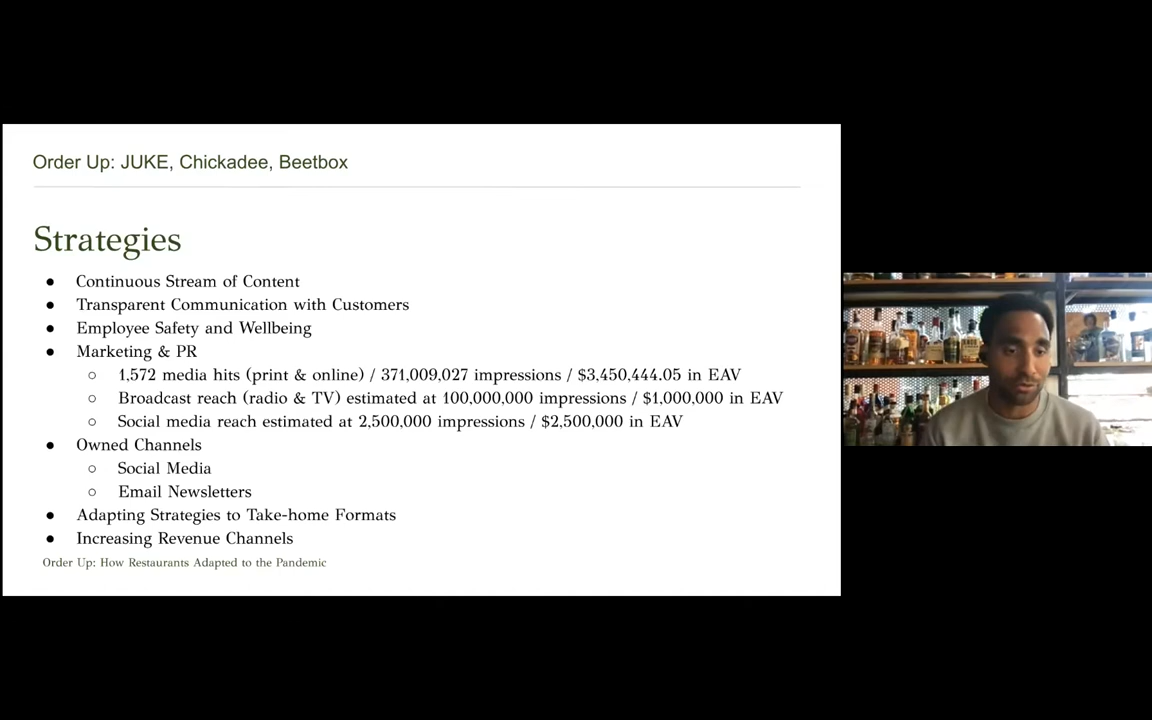 Order Up: JUKE, Chickadee, Beetbox
Strategies
● Continuous Stream of Content
● Transparent Communication with Customers
● Employee Safety and Wellbeing
● Marketing & PR
○ 1,572 media hits (print & online) / 371,009,027 impressions / $3,450,444.05 in EAV
○ Broadcast reach (radio & TV) estimated at 100,000,000 impressions / $1,000,000 in EAV
○ Social media reach estimated at 2,500,000 impressions / $2,500,000 in EAV
● Owned Channels
○ Social Media
○ Email Newsletters
● Adapting Strategies to Take-home Formats
● Increasing Revenue Channels
Order Up: How Restaurants Adapted to the Pandemic